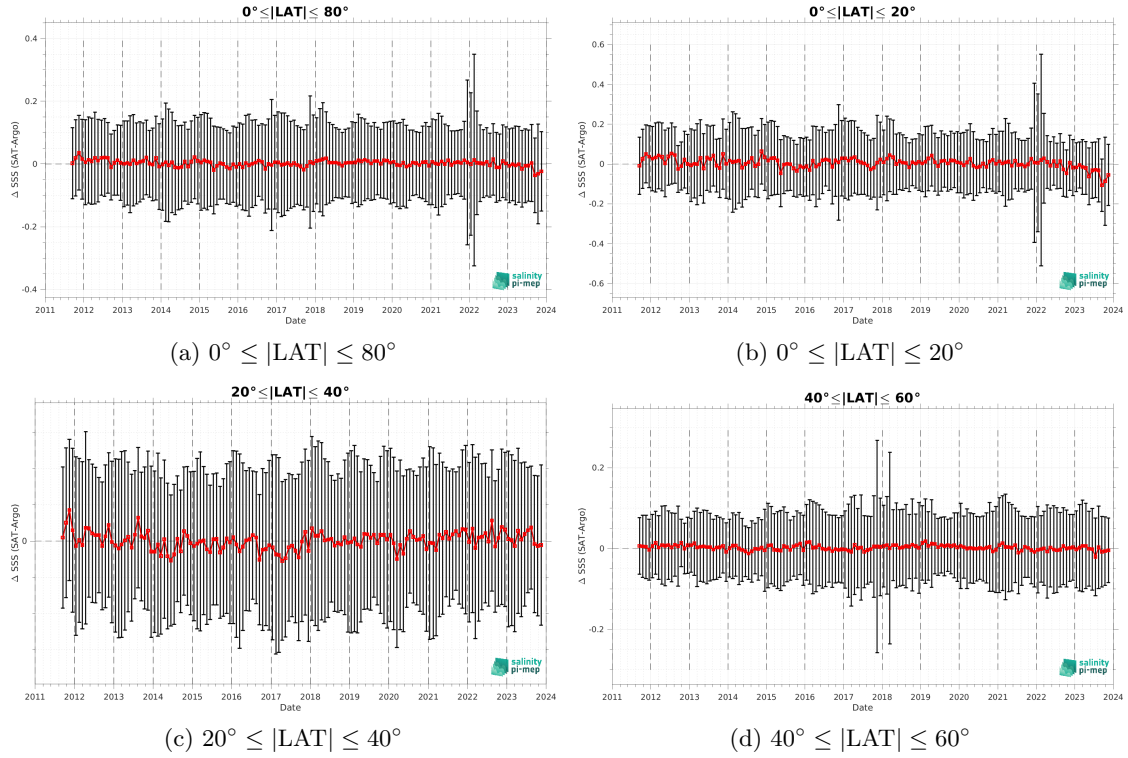 0°≤|LAT|≤ 80°
0.4
0.2
0
-0.2
-0.4
Δ SSS (SAT-Argo)
2011 2012 2013 2014 2015 2016 2017 2018 2019 2020 2021 2022 2023 2024
Date
salinity
pi-mep
(a) 0° ≤ |LAT| ≤ 80°
0°≤|LAT|≤ 20°
0.6
0.4
0.2
0
-0.2
-0.4
-0.6
Δ SSS (SAT-Argo)
2011 2012 2013 2014 2015 2016 2017 2018 2019 2020 2021 2022 2023 2024
Date
salinity
pi-mep
(b) 0° ≤ |LAT| ≤ 20°
20°≤|LAT|≤ 40°
0
Δ SSS (SAT-Argo)
2011 2012 2013 2014 2015 2016 2017 2018 2019 2020 2021 2022 2023 2024
Date
salinity
pi-mep
(c) 20° ≤ |LAT| ≤ 40°
40°≤|LAT|≤ 60°
0.2
0
-0.2
Δ SSS (SAT-Argo)
2011 2012 2013 2014 2015 2016 2017 2018 2019 2020 2021 2022 2023 2024
Date
salinity
pi-mep
(d) 40° ≤ |LAT| ≤ 60°